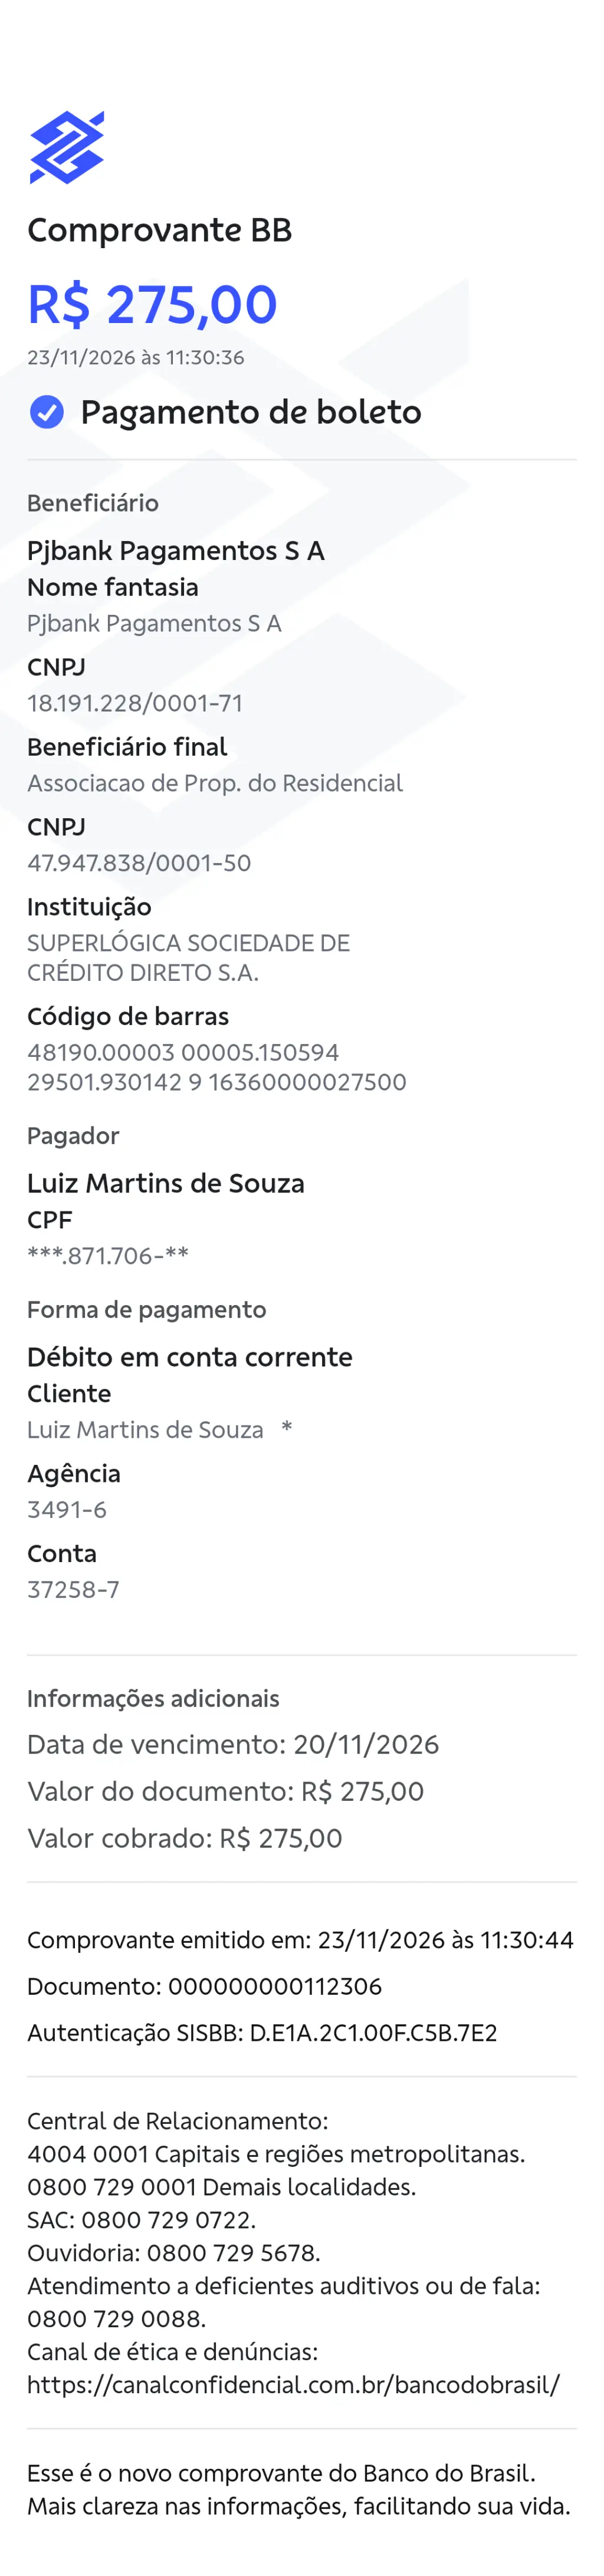 Comprovante BB
R$ 275,00
23/11/2026 às 11:30:36
Pagamento de boleto
Beneficiário
Pjbank Pagamentos S A
Nome fantasia
Pjbank Pagamentos S A
CNPJ
18.191.228/0001-71
Beneficiário final
Associacao de Prop. do Residencial
CNPJ
47.947.838/0001-50
Instituição
SUPERLÓGICA SOCIEDADE DE
CRÉDITO DIRETO S.A.
Código de barras
48190.00003 00005.150594
29501.930142 9 16360000027500
Pagador
Luiz Martins de Souza
CPF
***.871.706-**
Forma de pagamento
Débito em conta corrente
Cliente
Luiz Martins de Souza *
Agência
3491-6
Conta
37258-7
Informações adicionais
Data de vencimento: 20/11/2026
Valor do documento: R$ 275,00
Valor cobrado: R$ 275,00
Comprovante emitido em: 23/11/2026 às 11:30:44
Documento: 000000000112306
Autenticação SISBB: D.E1A.2C1.00F.C5B.7E2
Central de Relacionamento:
4004 0001 Capitais e regiões metropolitanas.
0800 729 0001 Demais localidades.
SAC: 0800 729 0722.
Ouvidoria: 0800 729 5678.
Atendimento a deficientes auditivos ou de fala:
0800 729 0088.
Canal de ética e denúncias:
https://canalconfidencial.com.br/bancodobrasil/
Esse é o novo comprovante do Banco do Brasil.
Mais clareza nas informações, facilitando sua vida.